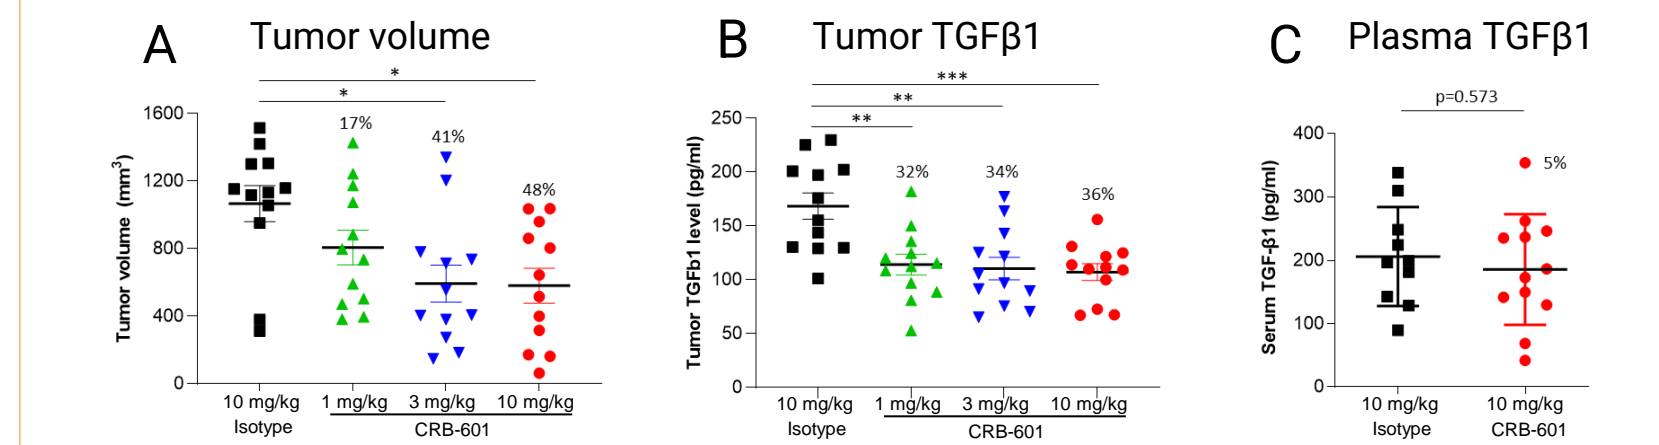 A Tumor volume
*
*
17%
41%
48%
Tumor volume (mm³)
1600
1200
800
400
0
10 mg/kg 1 mg/kg 3 mg/kg 10 mg/kg
Isotype CRB-601
B Tumor TGFβ1
***
**
**
32%
34%
36%
Tumor TGFb1 level (pg/ml)
250
200
150
100
50
0
10 mg/kg 1 mg/kg 3 mg/kg 10 mg/kg
Isotype CRB-601
C Plasma TGFβ1
p=0.573
5%
Serum TGF-β1 (pg/ml)
400
300
200
100
0
10 mg/kg 10 mg/kg
Isotype CRB-601